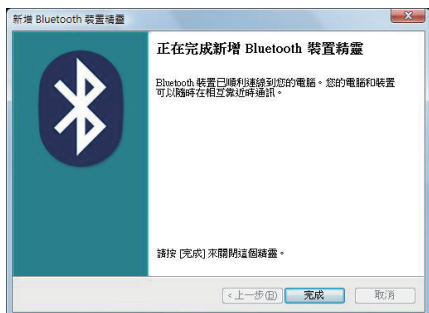 新增 Bluetooth 裝置精靈
正在完成新增 Bluetooth 裝置精靈
Bluetooth 裝置已順利連線到您的電腦。您的電腦和裝置
可以隨時在相互靠近時通訊。
請按 [完成] 來關閉這個精靈。
<上一步(B) 完成 取消